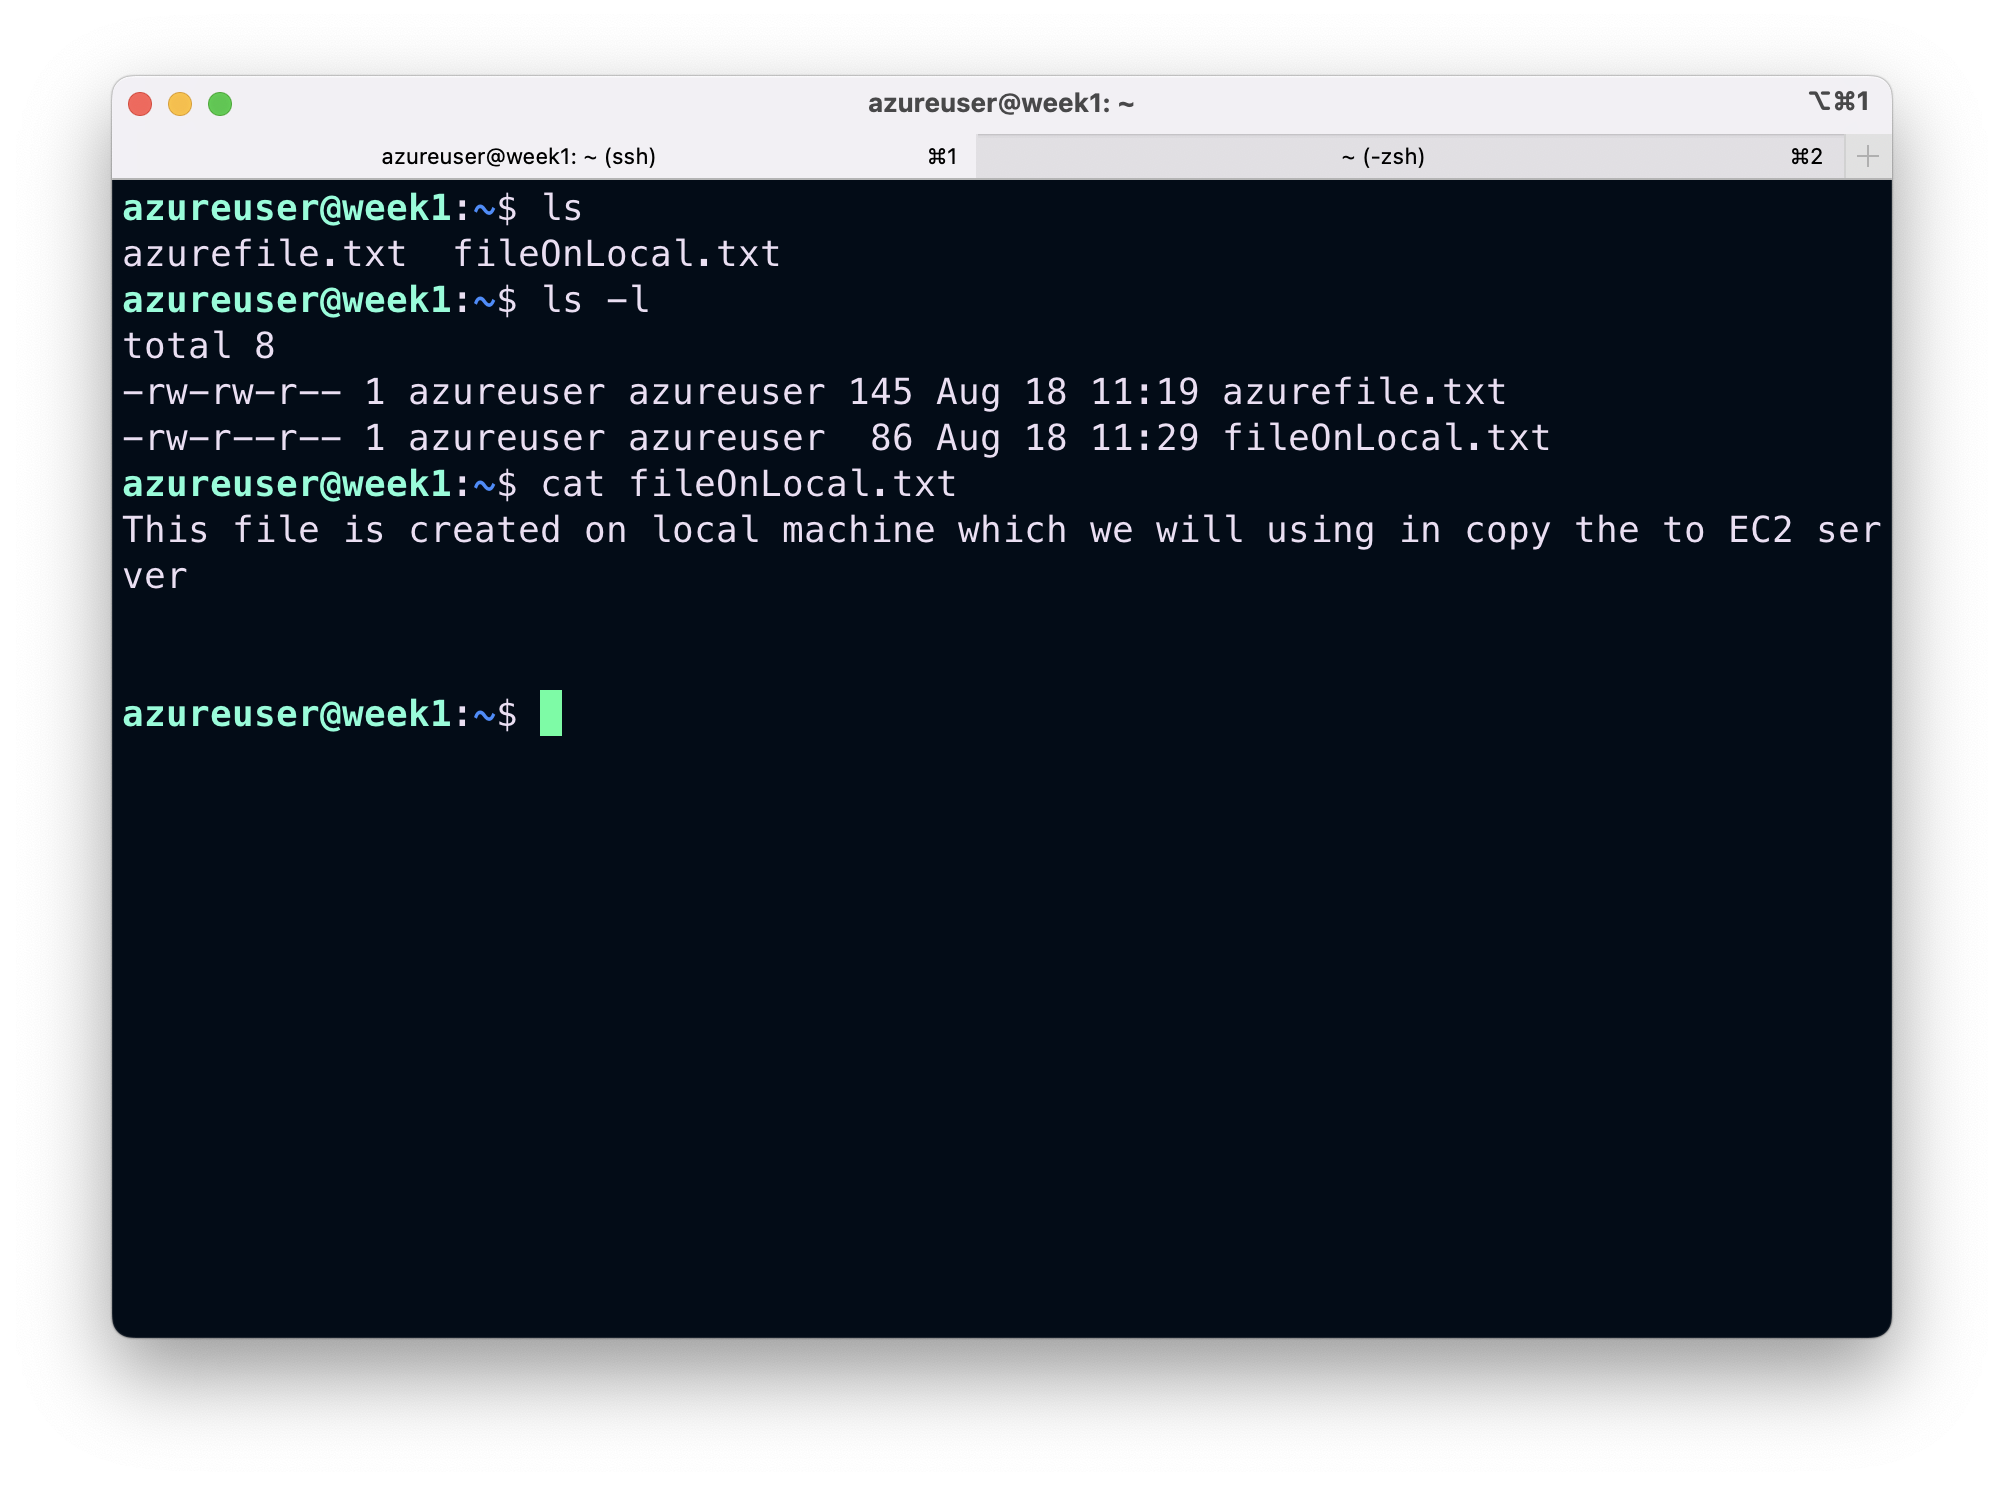 azureuser@week1: ~
⌥⌘1
azureuser@week1: ~ (ssh) ⌘1
~ (-zsh) ⌘2
azureuser@week1:~$ ls
azurefile.txt  fileOnLocal.txt
azureuser@week1:~$ ls -l
total 8
-rw-rw-r-- 1 azureuser azureuser 145 Aug 18 11:19 azurefile.txt
-rw-r--r-- 1 azureuser azureuser  86 Aug 18 11:29 fileOnLocal.txt
azureuser@week1:~$ cat fileOnLocal.txt
This file is created on local machine which we will using in copy the to EC2 ser
ver
azureuser@week1:~$